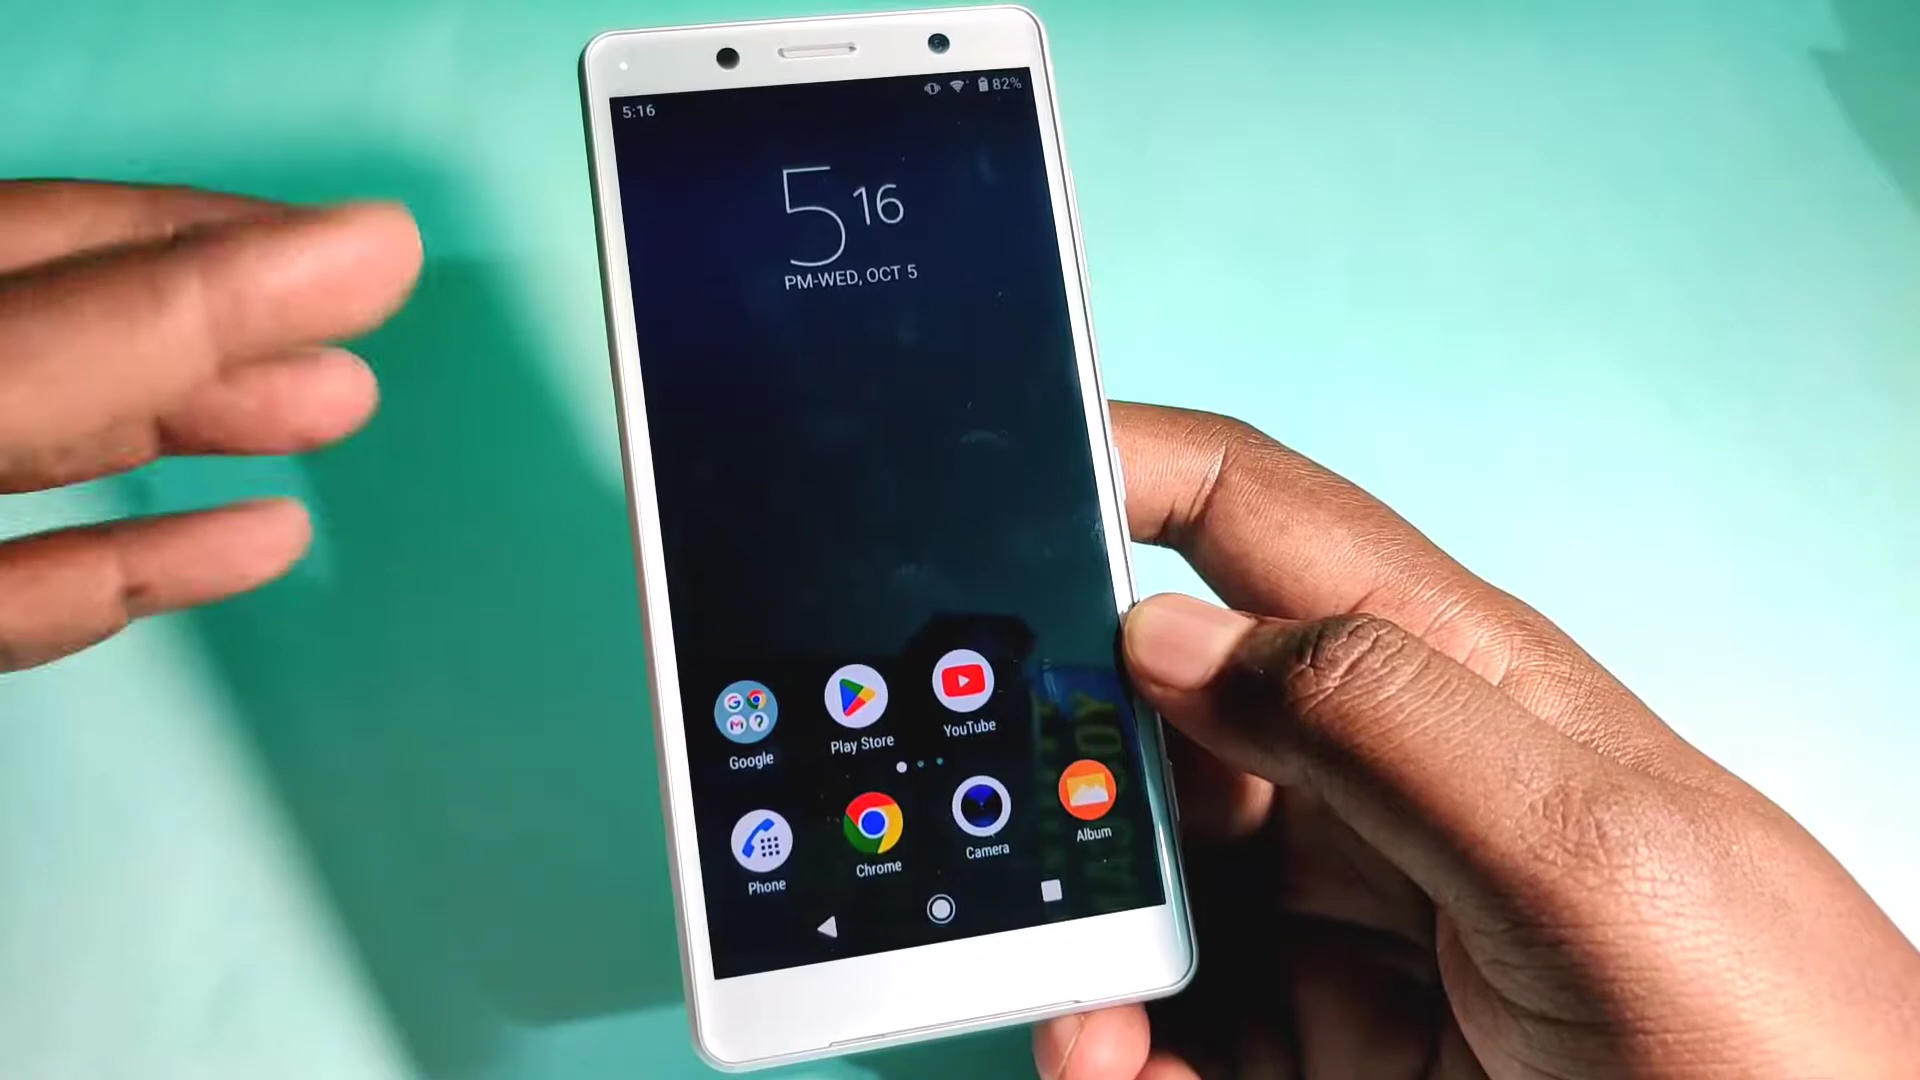 5:16
82%
5 16
PM-WED, OCT 5
Google
Play Store
YouTube
Phone
Chrome
Camera
Album